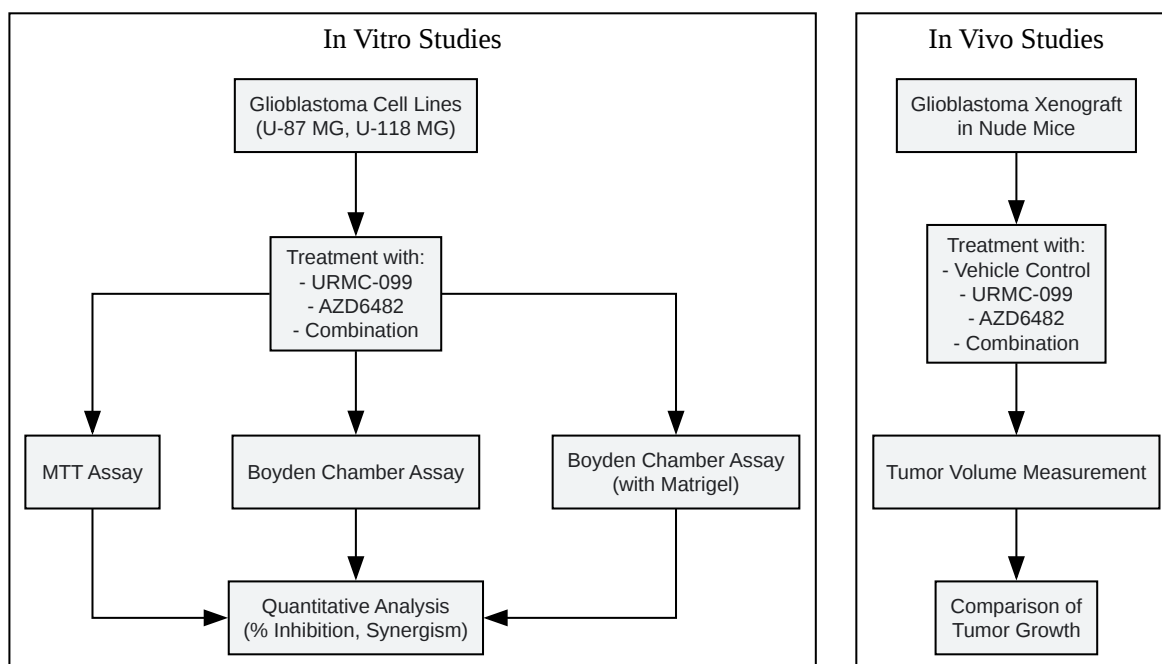 In Vitro Studies
Glioblastoma Cell Lines
(U-87 MG, U-118 MG)
Treatment with:
- URMC-099
- AZD6482
- Combination
MTT Assay
Boyden Chamber Assay
Boyden Chamber Assay
(with Matrigel)
Quantitative Analysis
(% Inhibition, Synergism)
In Vivo Studies
Glioblastoma Xenograft
in Nude Mice
Treatment with:
- Vehicle Control
- URMC-099
- AZD6482
- Combination
Tumor Volume Measurement
Comparison of
Tumor Growth